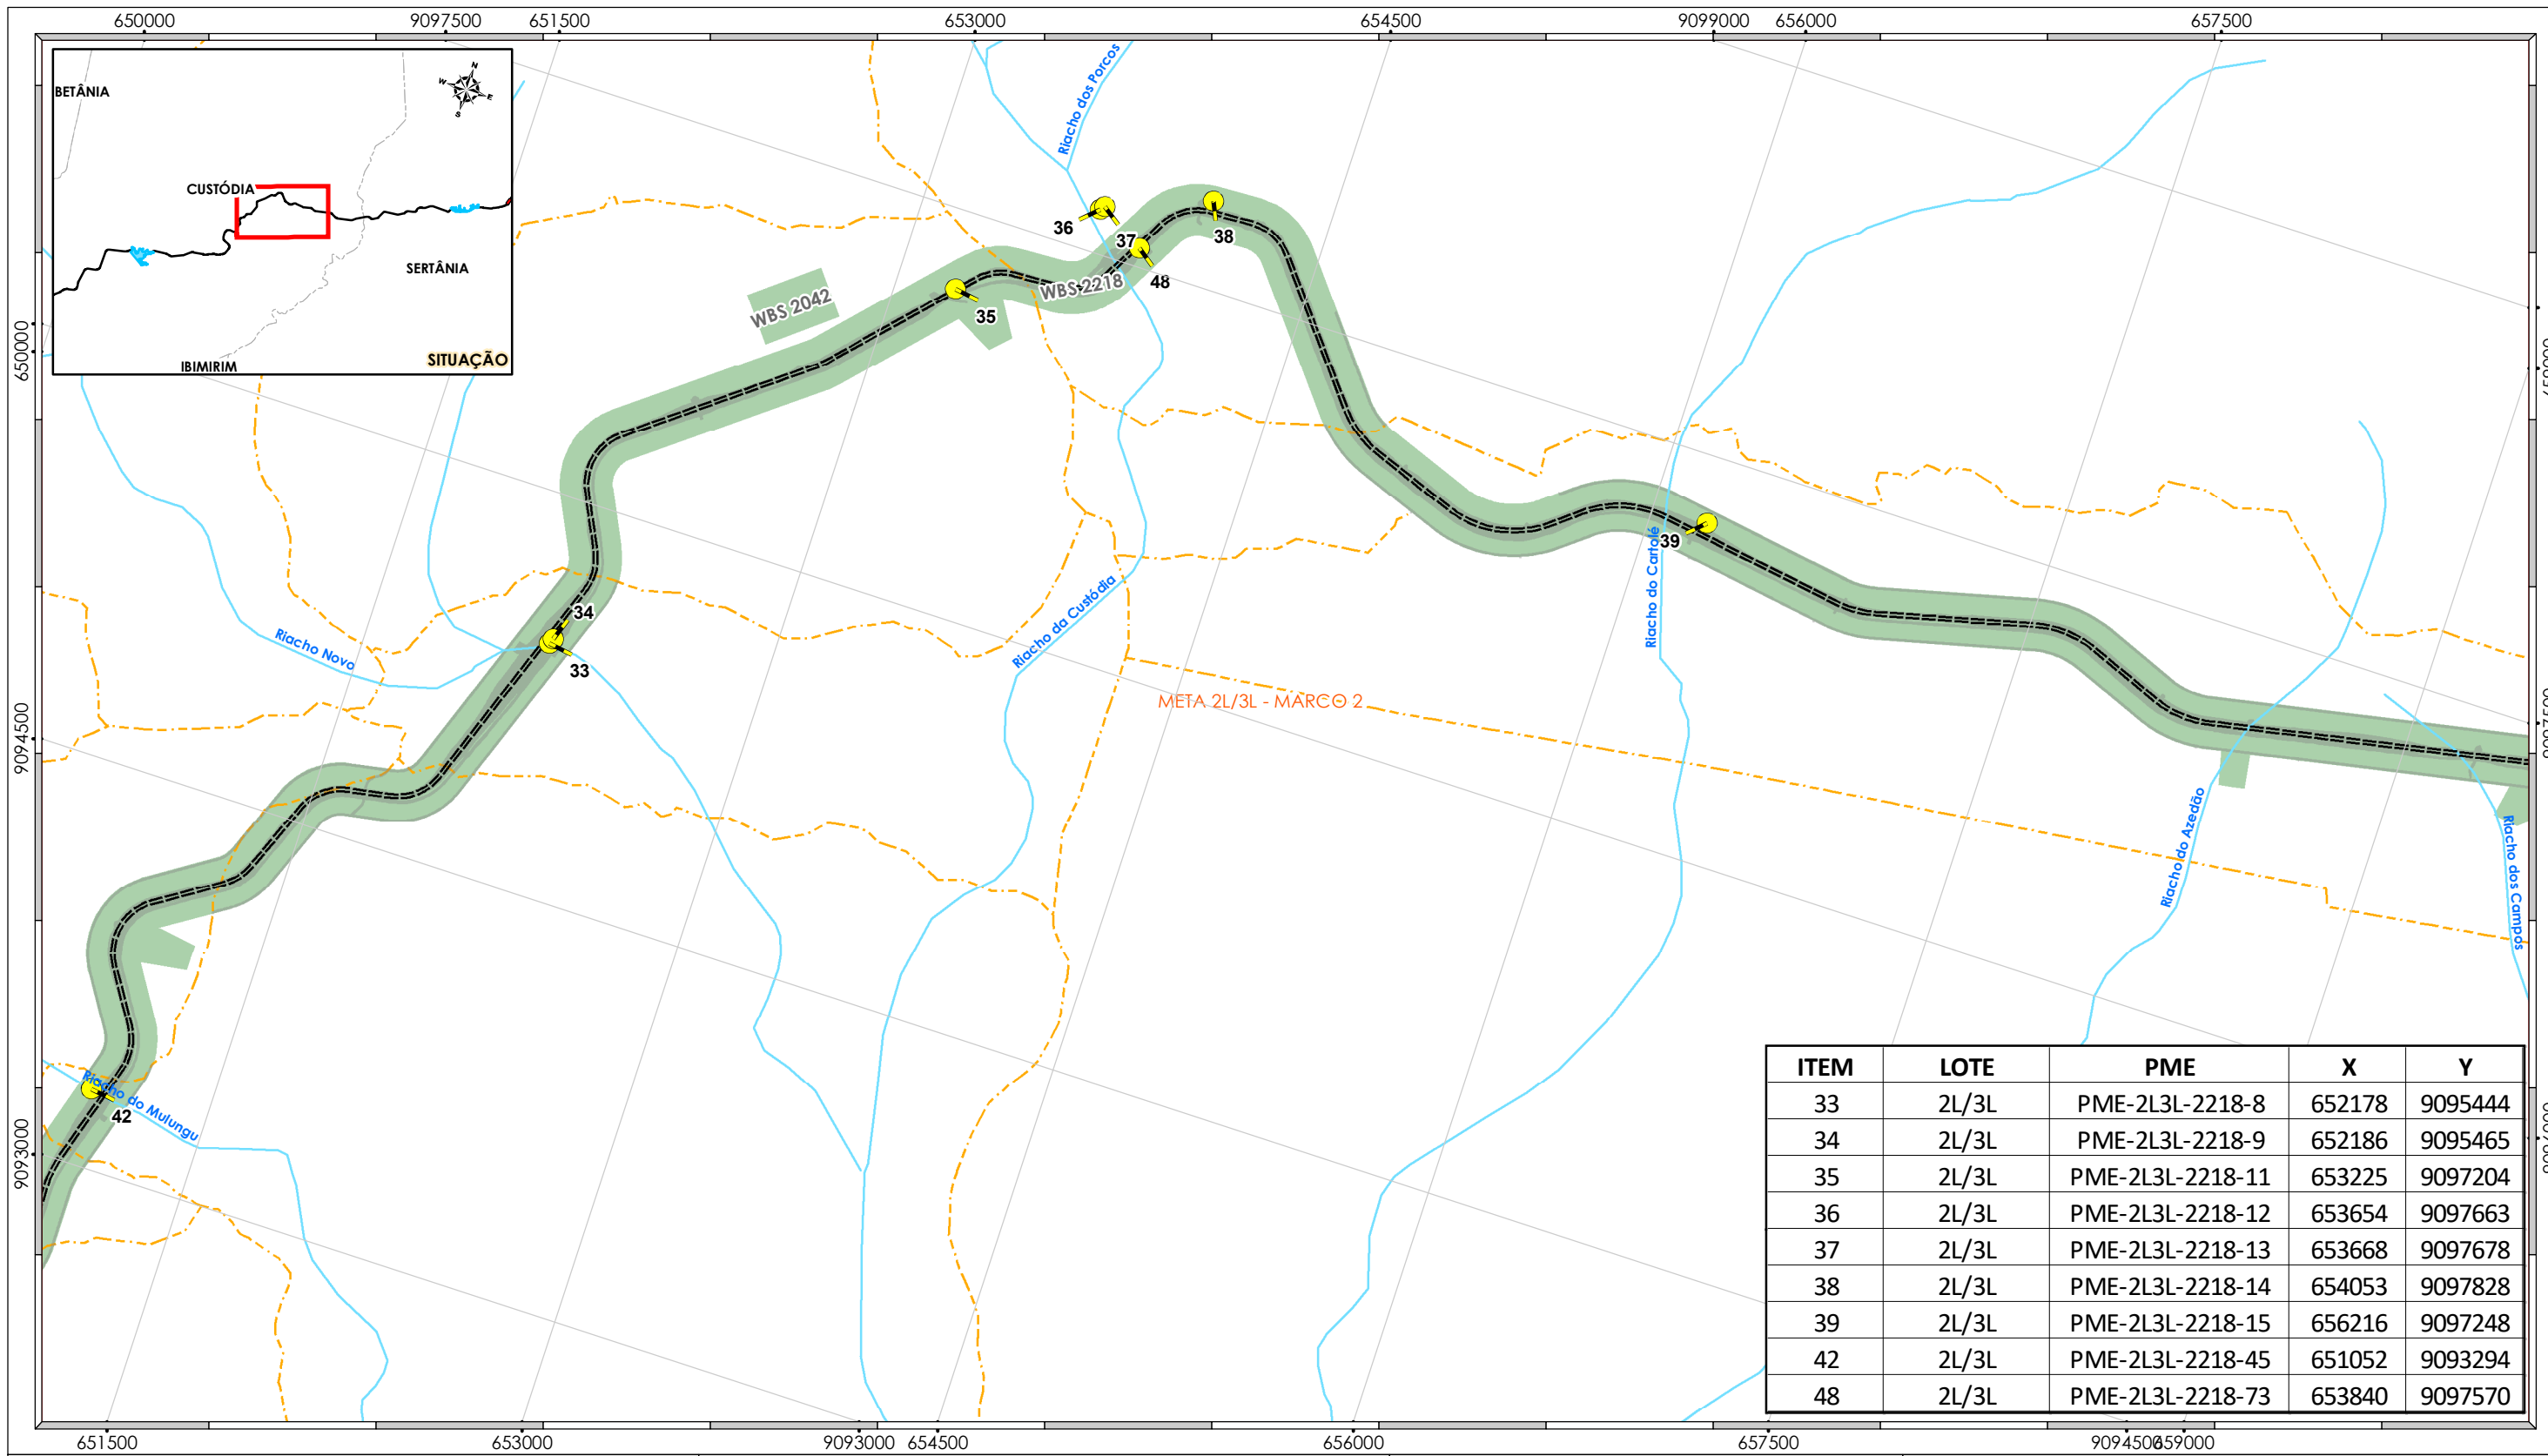 650000 9097500 651500 653000 654500 9099000 656000 657500
BETÂNIA
N
W
E
S
CUSTÓDIA
SERTÂNIA
IBIMIRIM
SITUAÇÃO
Riacho dos Porcos
36
37
38
48
WBS 2218
WBS 2042
35
650000
39
Riacho do Cartolé
34
33
Riacho Novo
Riacho da Custódia
META 2L/3L - MARCO 2
9094500
Riacho do Azedão
Riacho dos Campos
Riacho do Mulungu
42
9093000
ITEM LOTE PME X Y
33 2L/3L PME-2L3L-2218-8 652178 9095444
34 2L/3L PME-2L3L-2218-9 652186 9095465
35 2L/3L PME-2L3L-2218-11 653225 9097204
36 2L/3L PME-2L3L-2218-12 653654 9097663
37 2L/3L PME-2L3L-2218-13 653668 9097678
38 2L/3L PME-2L3L-2218-14 654053 9097828
39 2L/3L PME-2L3L-2218-15 656216 9097248
42 2L/3L PME-2L3L-2218-45 651052 9093294
48 2L/3L PME-2L3L-2218-73 653840 9097570
651500 653000 9093000 654500 656000 657500 9094500 659000